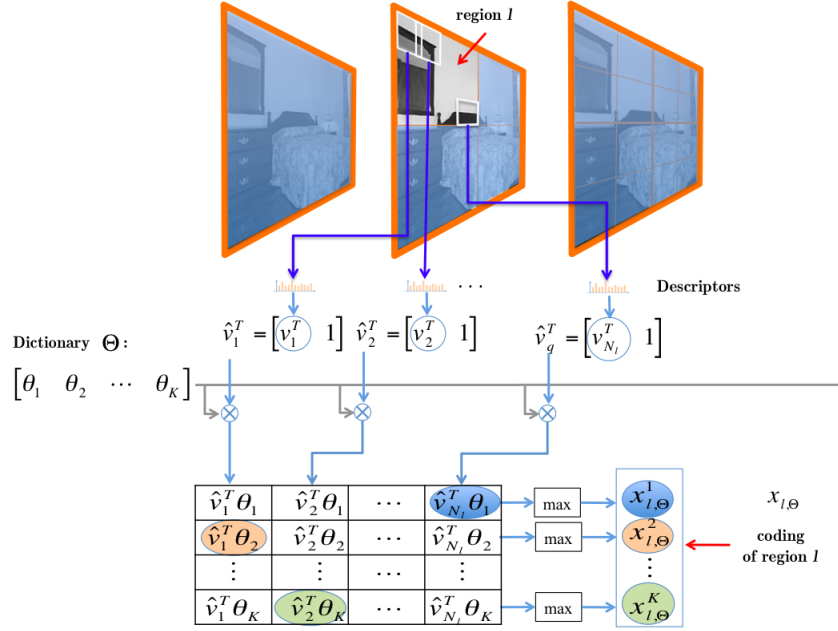 region l
. . .
Descriptors
v̂₁ᵀ = [v₁ᵀ 1] v̂₂ᵀ = [v₂ᵀ 1] v̂_qᵀ = [v_{N_l}ᵀ 1]
Dictionary Θ:
[θ₁ θ₂ ⋯ θ_K]
⊗ ⊗ ⊗
v̂₁ᵀθ₁ v̂₂ᵀθ₁ ⋯ v̂_{N_l}ᵀθ₁ max x¹_{l,Θ} x_{l,Θ}
v̂₁ᵀθ₂ v̂₂ᵀθ₂ ⋯ v̂_{N_l}ᵀθ₂ max x²_{l,Θ}
coding
of region l
⋮ ⋮ ⋮ ⋮
v̂₁ᵀθ_K v̂₂ᵀθ_K ⋯ v̂_{N_l}ᵀθ_K max x^K_{l,Θ}